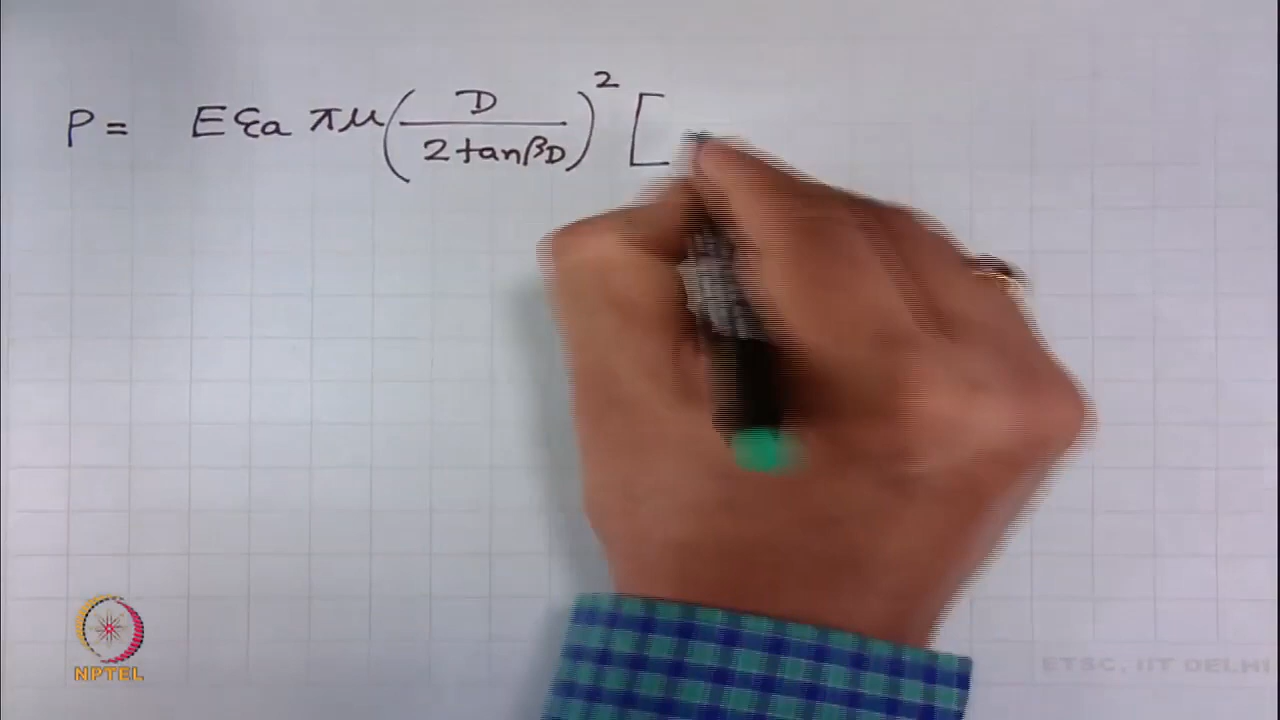 P = Eεa πμ(D / 2tanβD)² [
NPTEL
ETSC, IIT DELHI